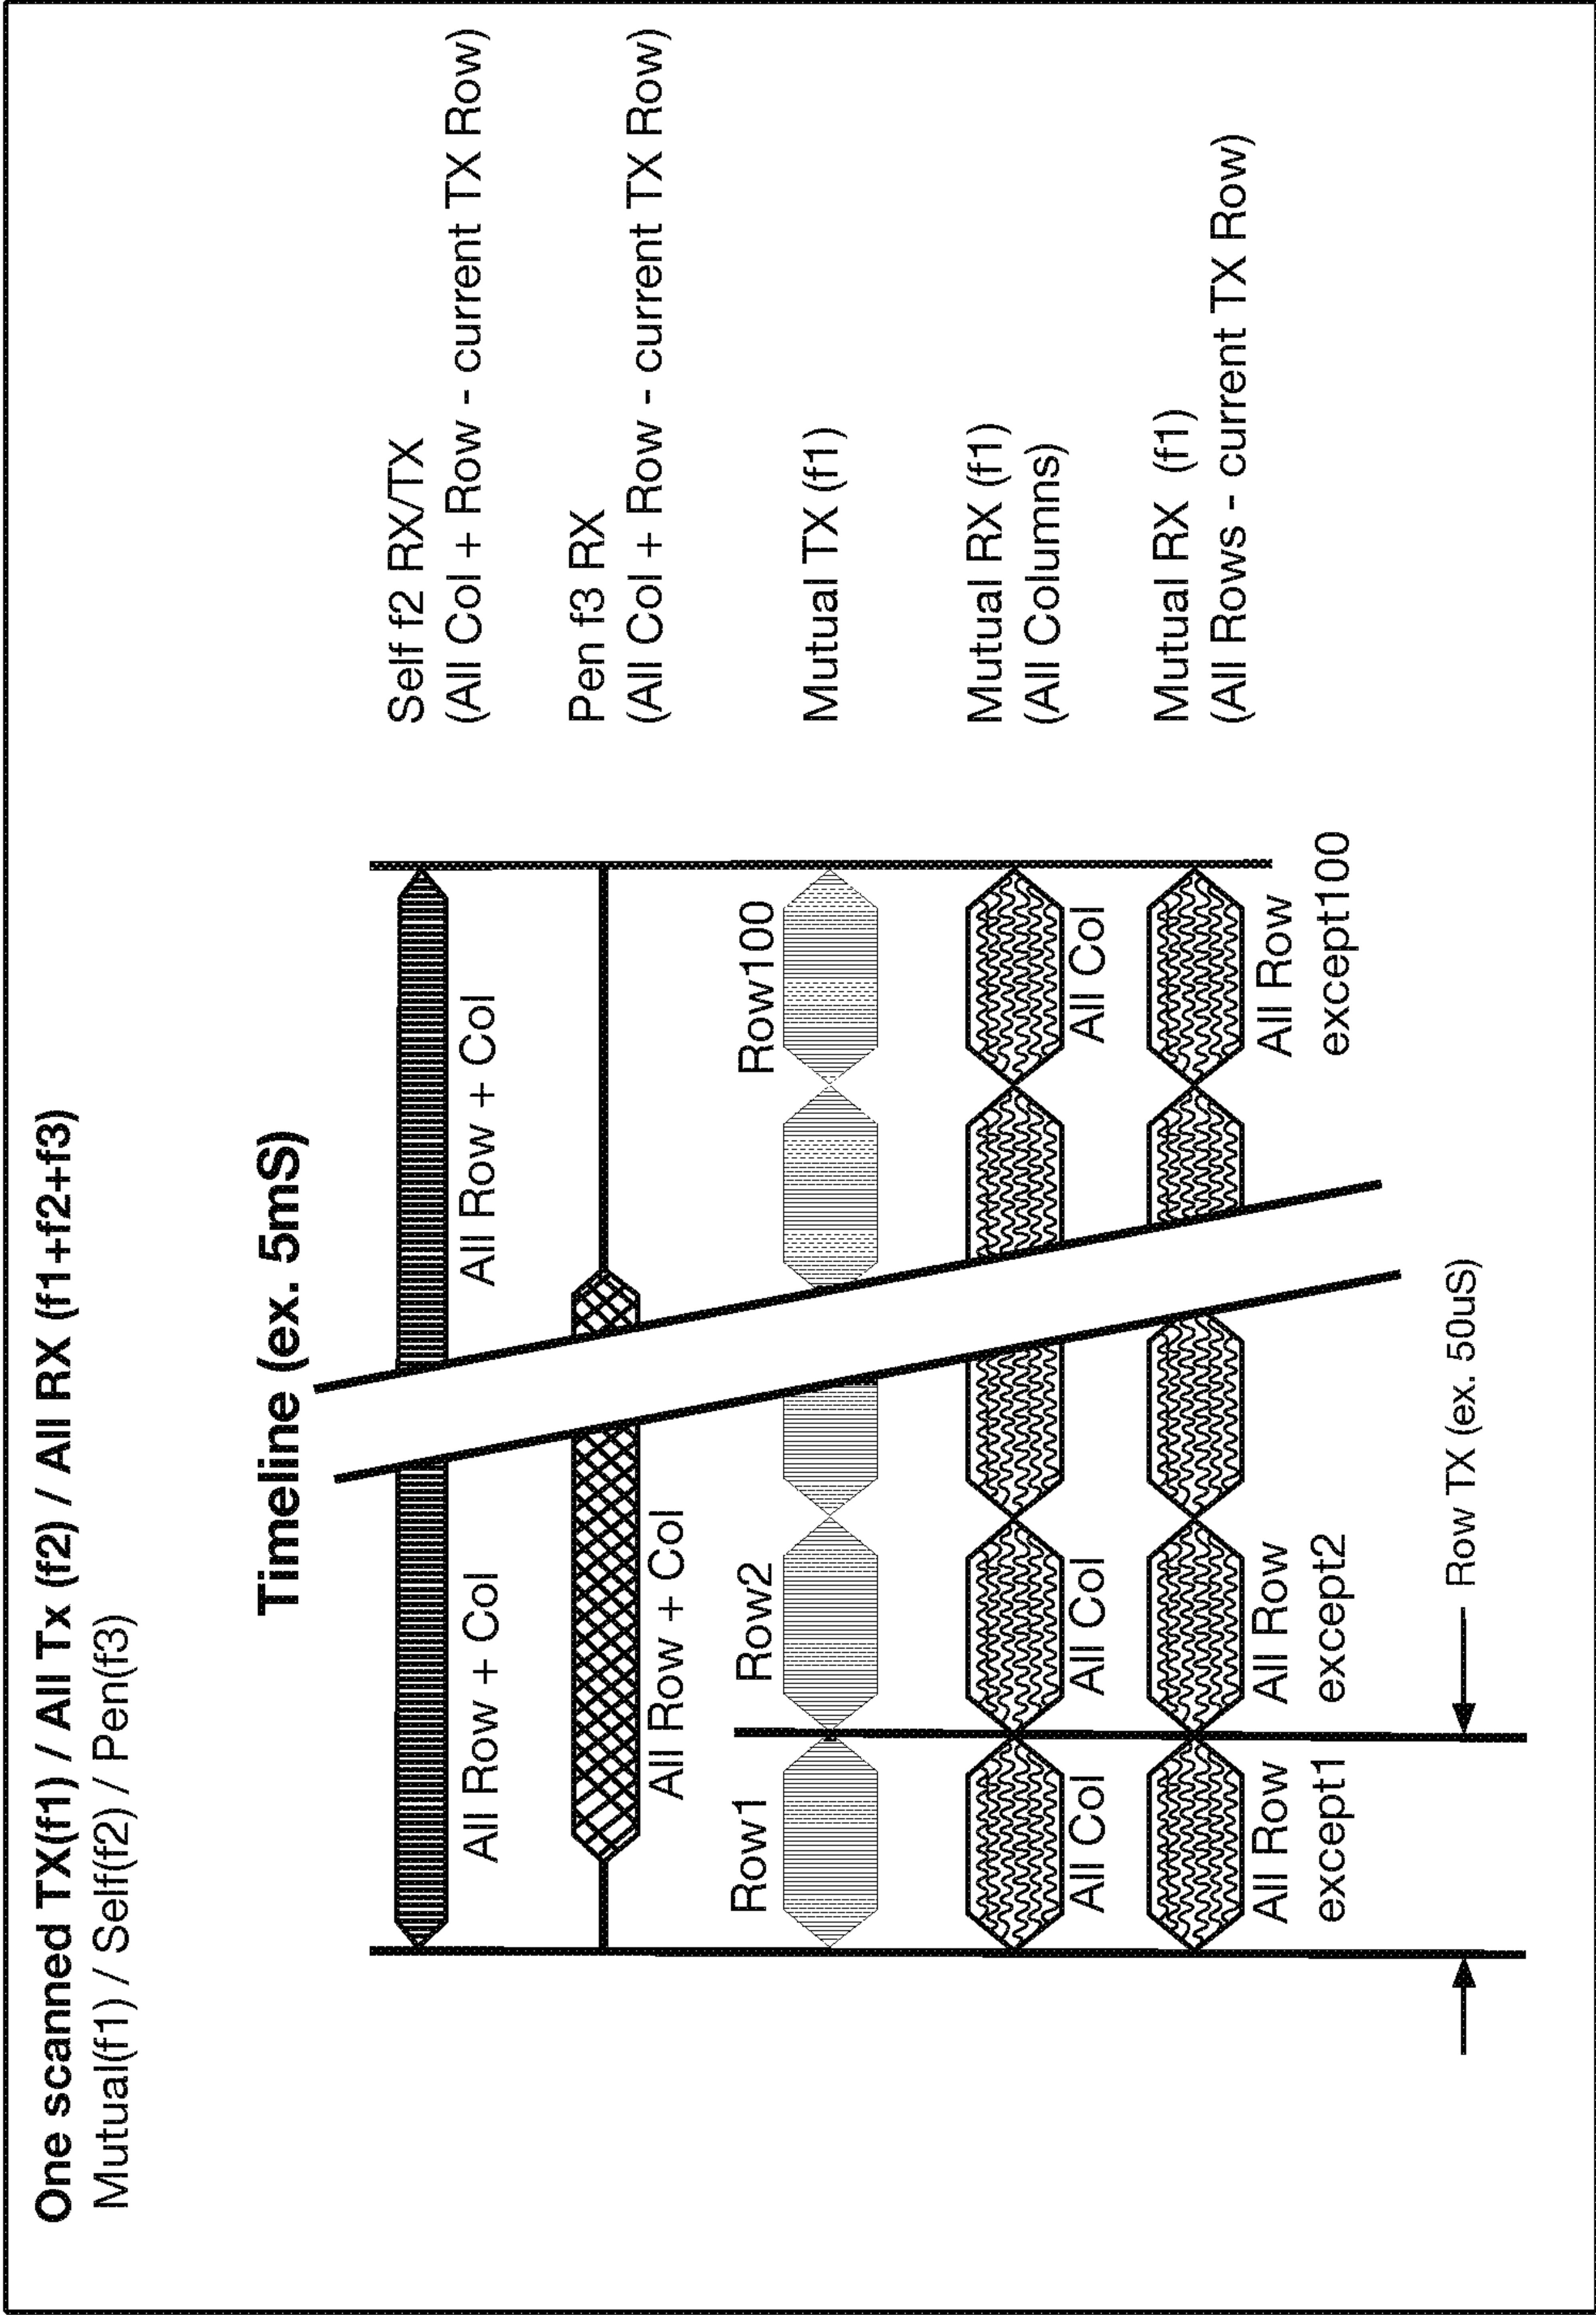 One scanned TX(f1) / All Tx (f2) / All RX (f1+f2+f3)
Mutual(f1) / Self(f2) / Pen(f3)
Timeline (ex. 5mS)
All Row + Col
All Row + Col
Self f2 RX/TX
(All Col + Row - current TX Row)
All Row + Col
Pen f3 RX
(All Col + Row - current TX Row)
Row1
Row2
Row100
Mutual TX (f1)
All Col
All Col
All Col
Mutual RX (f1)
(All Columns)
All Row
except1
All Row
except2
All Row
except100
Mutual RX (f1)
(All Rows - current TX Row)
Row TX (ex. 50uS)